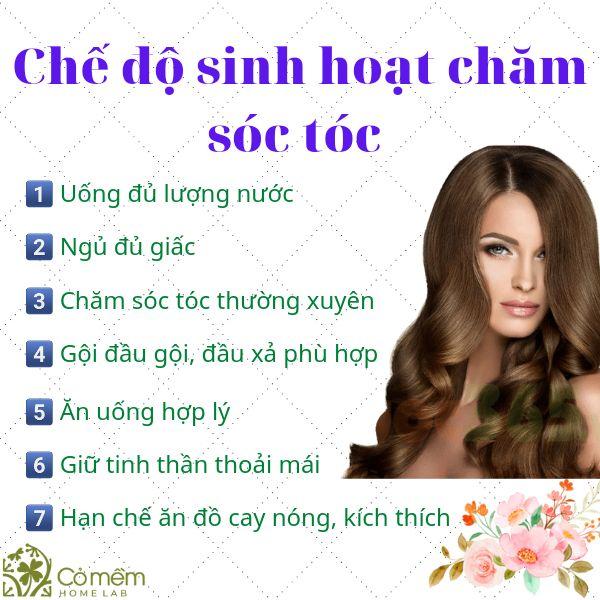 Chế độ sinh hoạt chăm
sóc tóc
1 Uống đủ lượng nước
2 Ngủ đủ giấc
3 Chăm sóc tóc thường xuyên
4 Gội đầu gội, đầu xả phù hợp
5 Ăn uống hợp lý
6 Giữ tinh thần thoải mái
7 Hạn chế ăn đồ cay nóng, kích thích
Cỏ mềm
HOME LAB